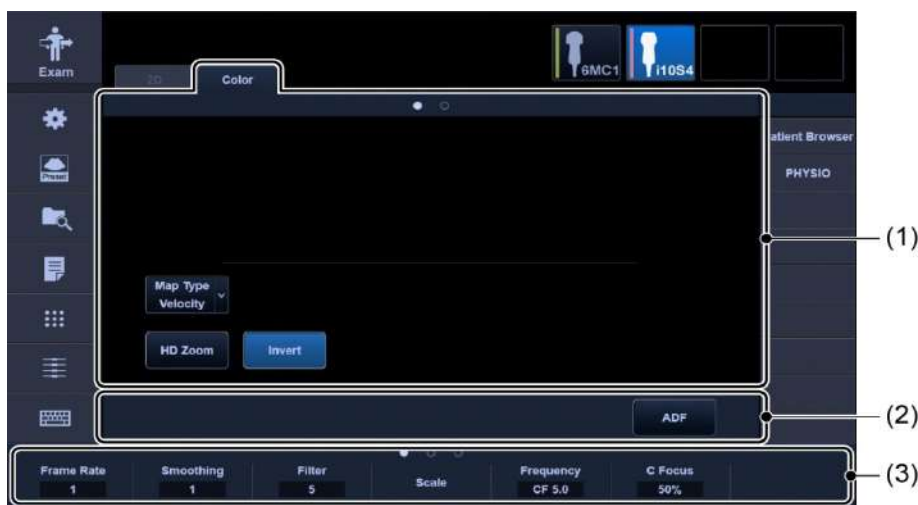 Exam
2D
Color
6MC1
i10S4
atient Browser
Preset
PHYSIO
(1)
Map Type
Velocity
HD Zoom
Invert
ADF
(2)
Frame Rate
1
Smoothing
1
Filter
5
Scale
Frequency
CF 5.0
C Focus
50%
(3)